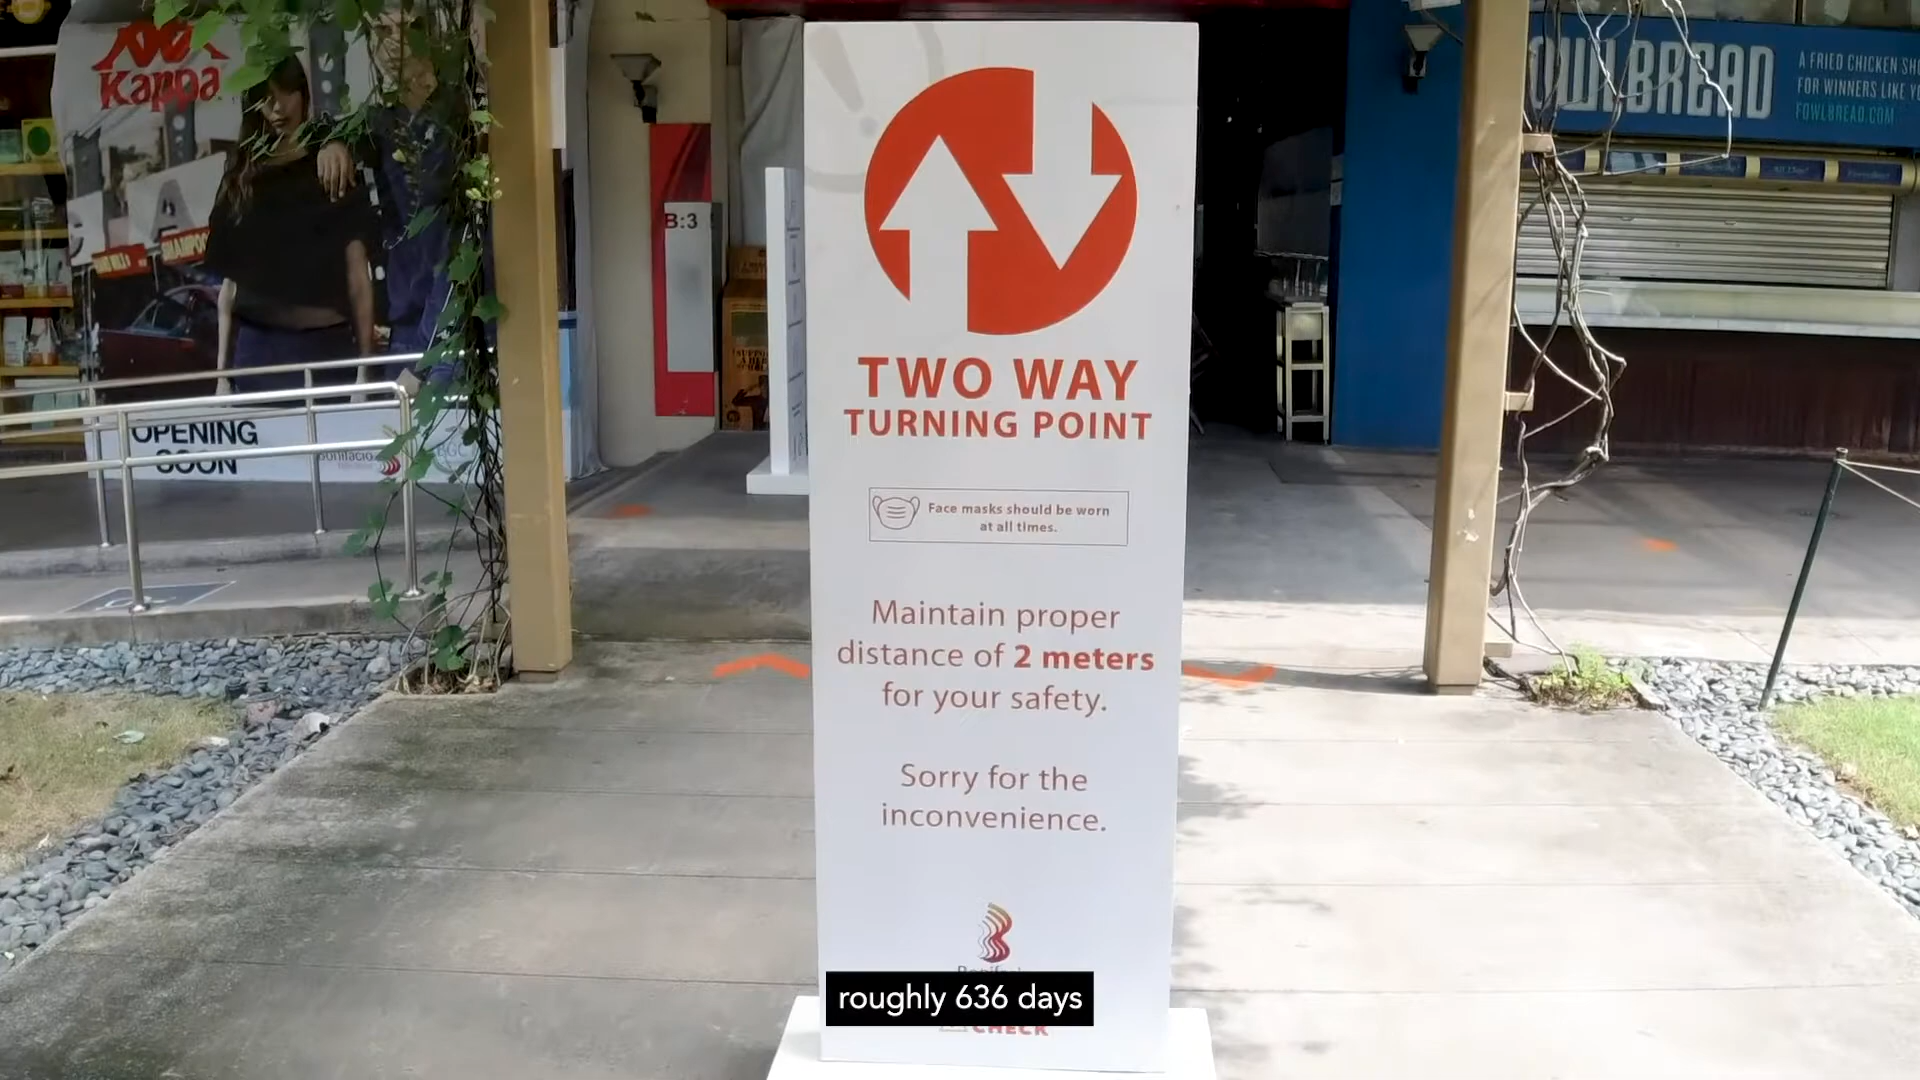 Kappa
OPENING
SOON
B:3
TWO WAY
TURNING POINT
Face masks should be worn
at all times.
Maintain proper
distance of 2 meters
for your safety.
Sorry for the
inconvenience.
roughly 636 days
CHECK
OWLBREAD
A FRIED CHICKEN
FOR WINNERS LIKE
FOWLBREAD.COM